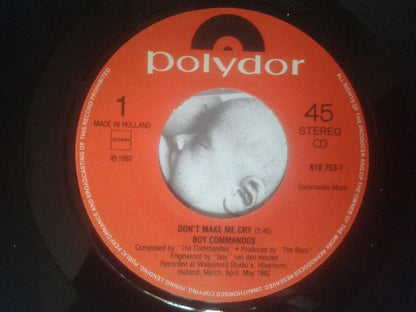 polydor
1
MADE IN HOLLAND
STEMRA
℗ 1982
45
STEREO
810 753-7
Commando Music
DON'T MAKE ME CRY (2:46)
BOY COMMANDOS
Composed by "The Commandos" • Produced by "The Boys"
Engineered by "boy" van den Houten
Recorded at Wisseloord Studio's, Hilversum,
Holland, March, April, May 1982
ALL RIGHTS OF THE PRODUCER AND OF THE OWNER OF THE WORK REPRODUCED RESERVED. UNAUTHORISED COPYING, HIRING, LENDING, PUBLIC PERFORMANCE AND BROADCASTING OF THIS RECORD PROHIBITED.